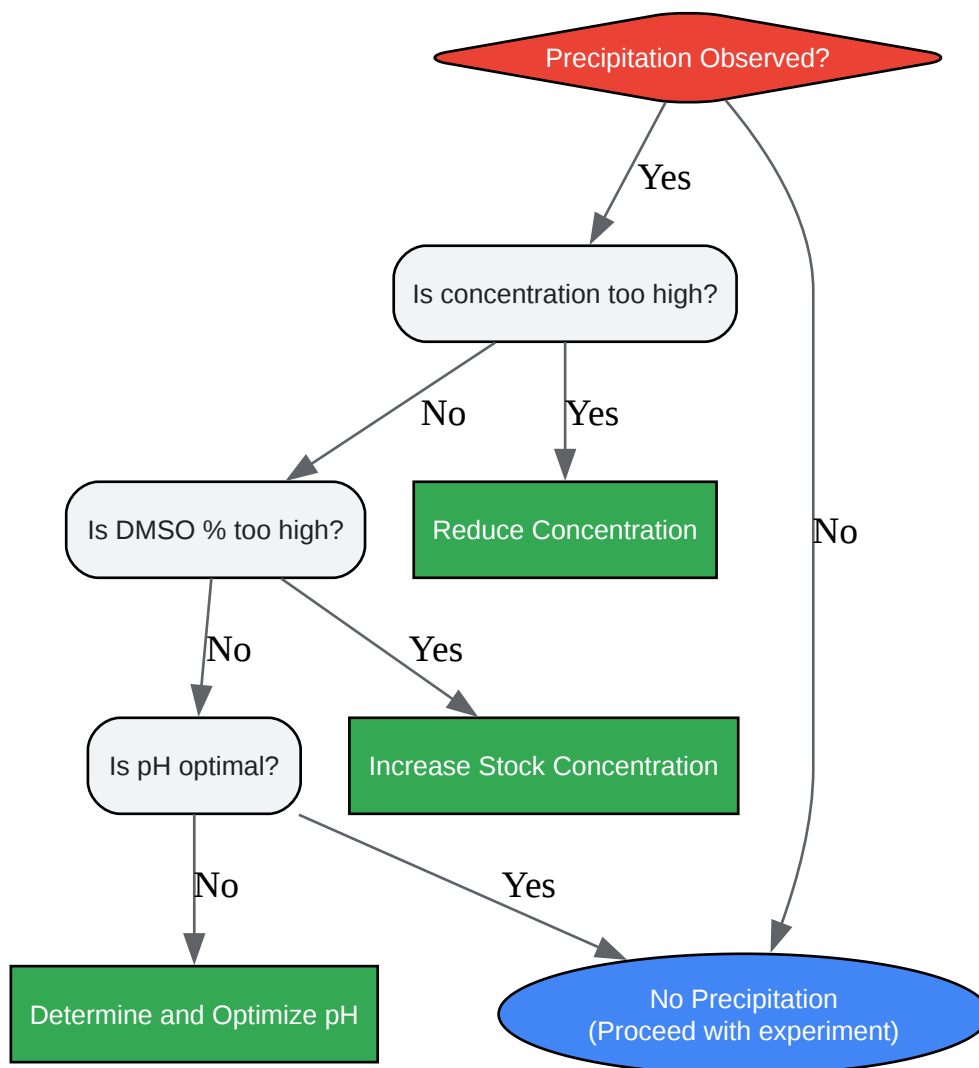 Precipitation Observed?
Yes
Is concentration too high?
No
Yes
Is DMSO % too high?
Reduce Concentration
No
No
Yes
Is pH optimal?
Increase Stock Concentration
No
Yes
Determine and Optimize pH
No Precipitation
(Proceed with experiment)